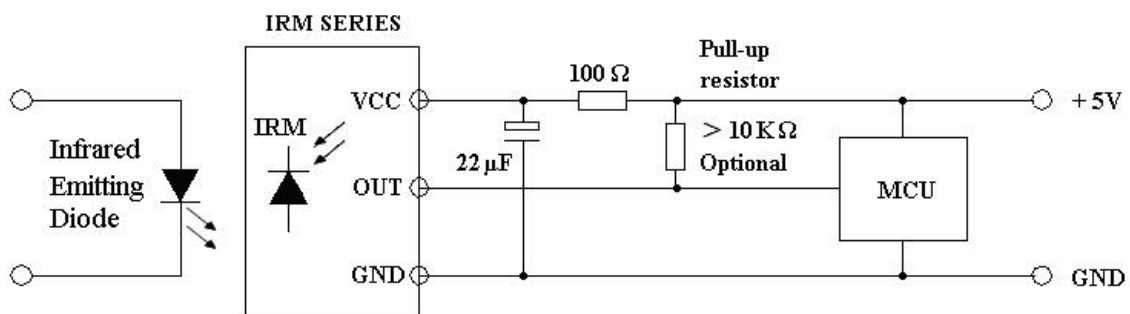 IRM SERIES
Pull-up
resistor
100 Ω
VCC
+ 5V
IRM
> 10 K Ω
Optional
Infrared
Emitting
Diode
22 µF
OUT
MCU
GND
GND